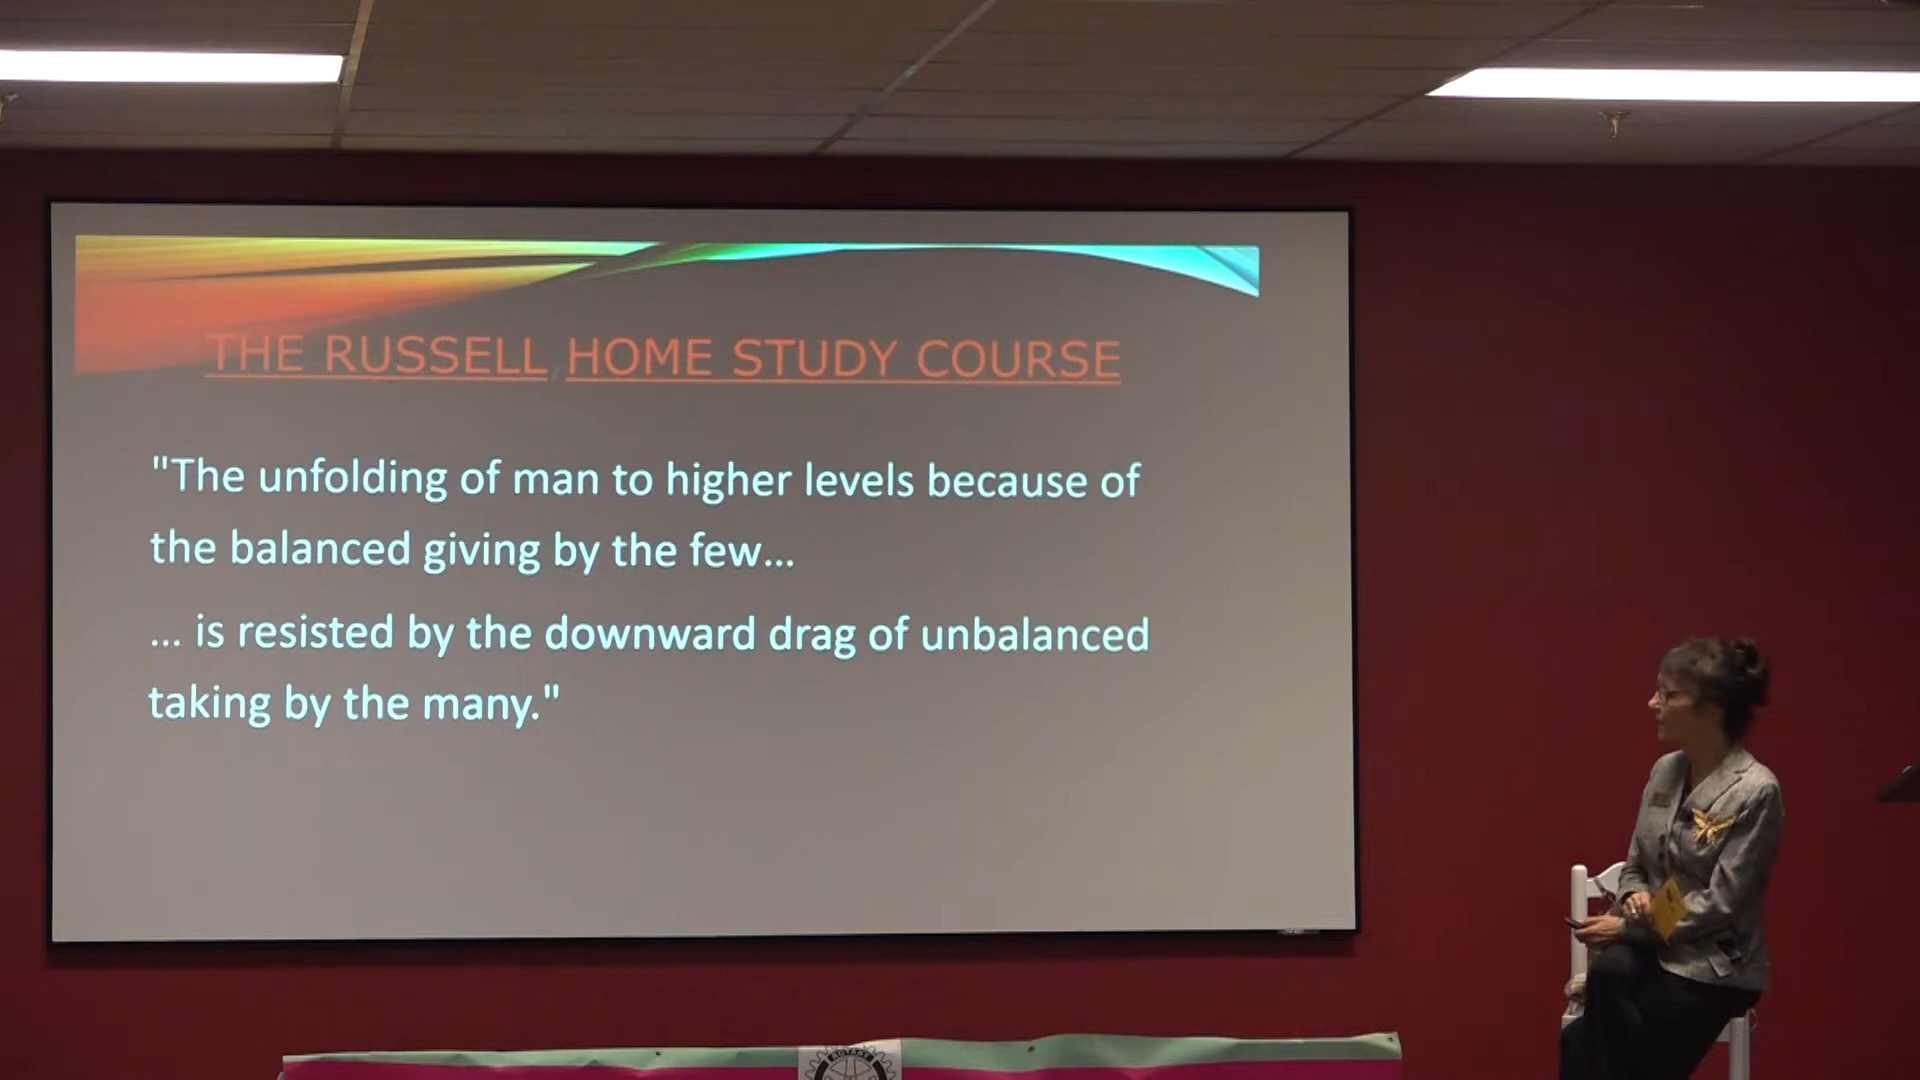 THE RUSSELL, HOME STUDY COURSE
"The unfolding of man to higher levels because of
the balanced giving by the few...
... is resisted by the downward drag of unbalanced
taking by the many."
ROTARY